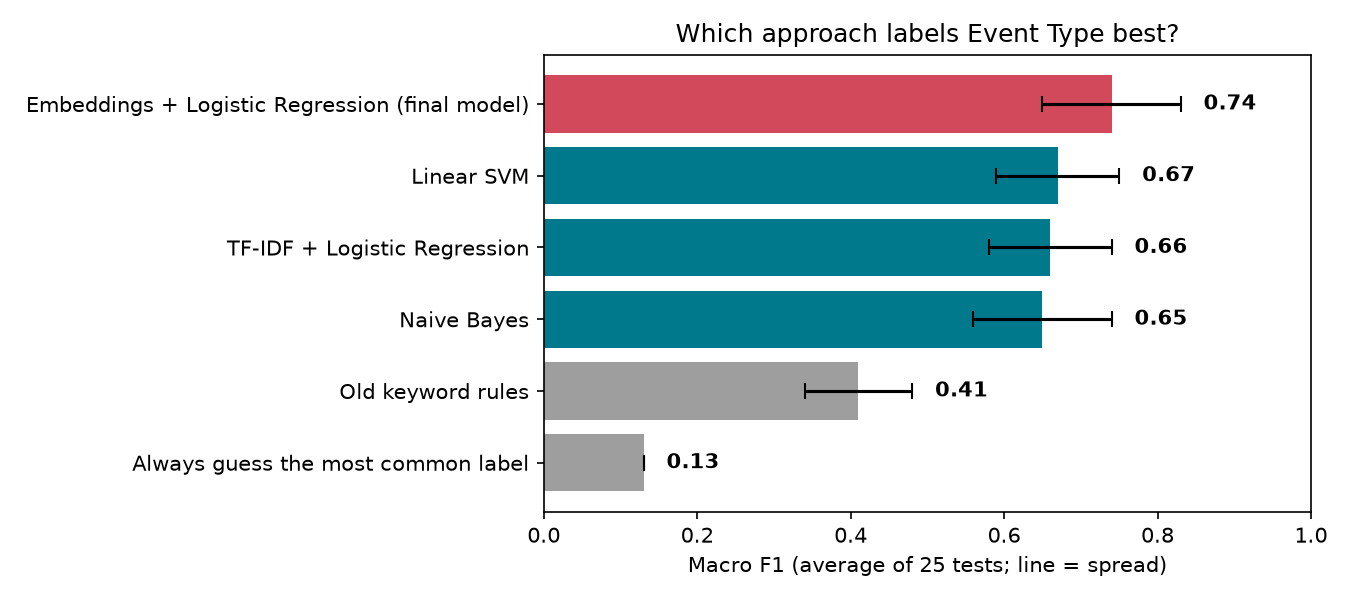 Which approach labels Event Type best?
Embeddings + Logistic Regression (final model)
0.74
Linear SVM
0.67
TF-IDF + Logistic Regression
0.66
Naive Bayes
0.65
Old keyword rules
0.41
Always guess the most common label
0.13
0.0 0.2 0.4 0.6 0.8 1.0
Macro F1 (average of 25 tests; line = spread)